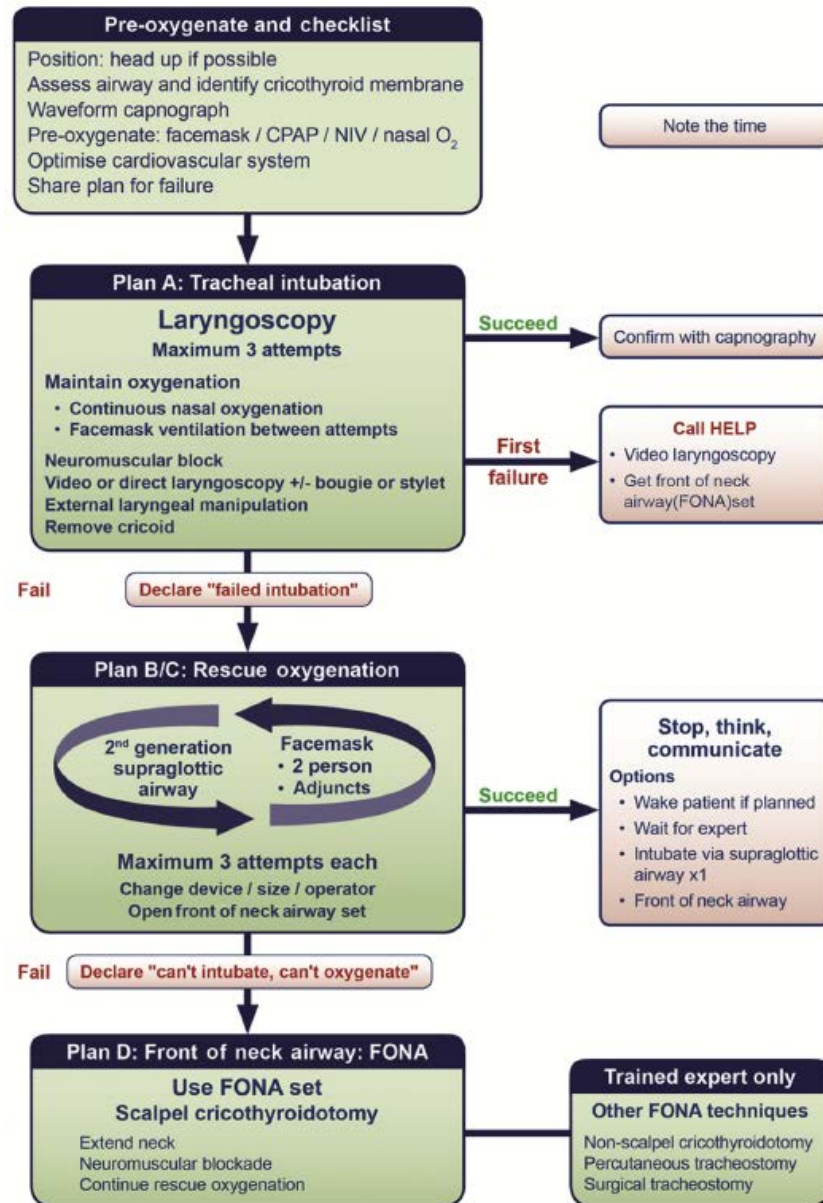 Pre-oxygenate and checklist
Position: head up if possible
Assess airway and identify cricothyroid membrane
Waveform capnograph
Pre-oxygenate: facemask / CPAP / NIV / nasal O₂
Optimise cardiovascular system
Share plan for failure
Note the time
Plan A: Tracheal intubation
Laryngoscopy
Maximum 3 attempts
Maintain oxygenation
• Continuous nasal oxygenation
• Facemask ventilation between attempts
Neuromuscular block
Video or direct laryngoscopy +/- bougie or stylet
External laryngeal manipulation
Remove cricoid
Succeed
Confirm with capnography
First
failure
Call HELP
• Video laryngoscopy
• Get front of neck
airway(FONA)set
Fail
Declare "failed intubation"
Plan B/C: Rescue oxygenation
2nd generation
supraglottic
airway
Facemask
• 2 person
• Adjuncts
Maximum 3 attempts each
Change device / size / operator
Open front of neck airway set
Succeed
Stop, think,
communicate
Options
• Wake patient if planned
• Wait for expert
• Intubate via supraglottic
airway x1
• Front of neck airway
Fail
Declare "can't intubate, can't oxygenate"
Plan D: Front of neck airway: FONA
Use FONA set
Scalpel cricothyroidotomy
Extend neck
Neuromuscular blockade
Continue rescue oxygenation
Trained expert only
Other FONA techniques
Non-scalpel cricothyroidotomy
Percutaneous tracheostomy
Surgical tracheostomy